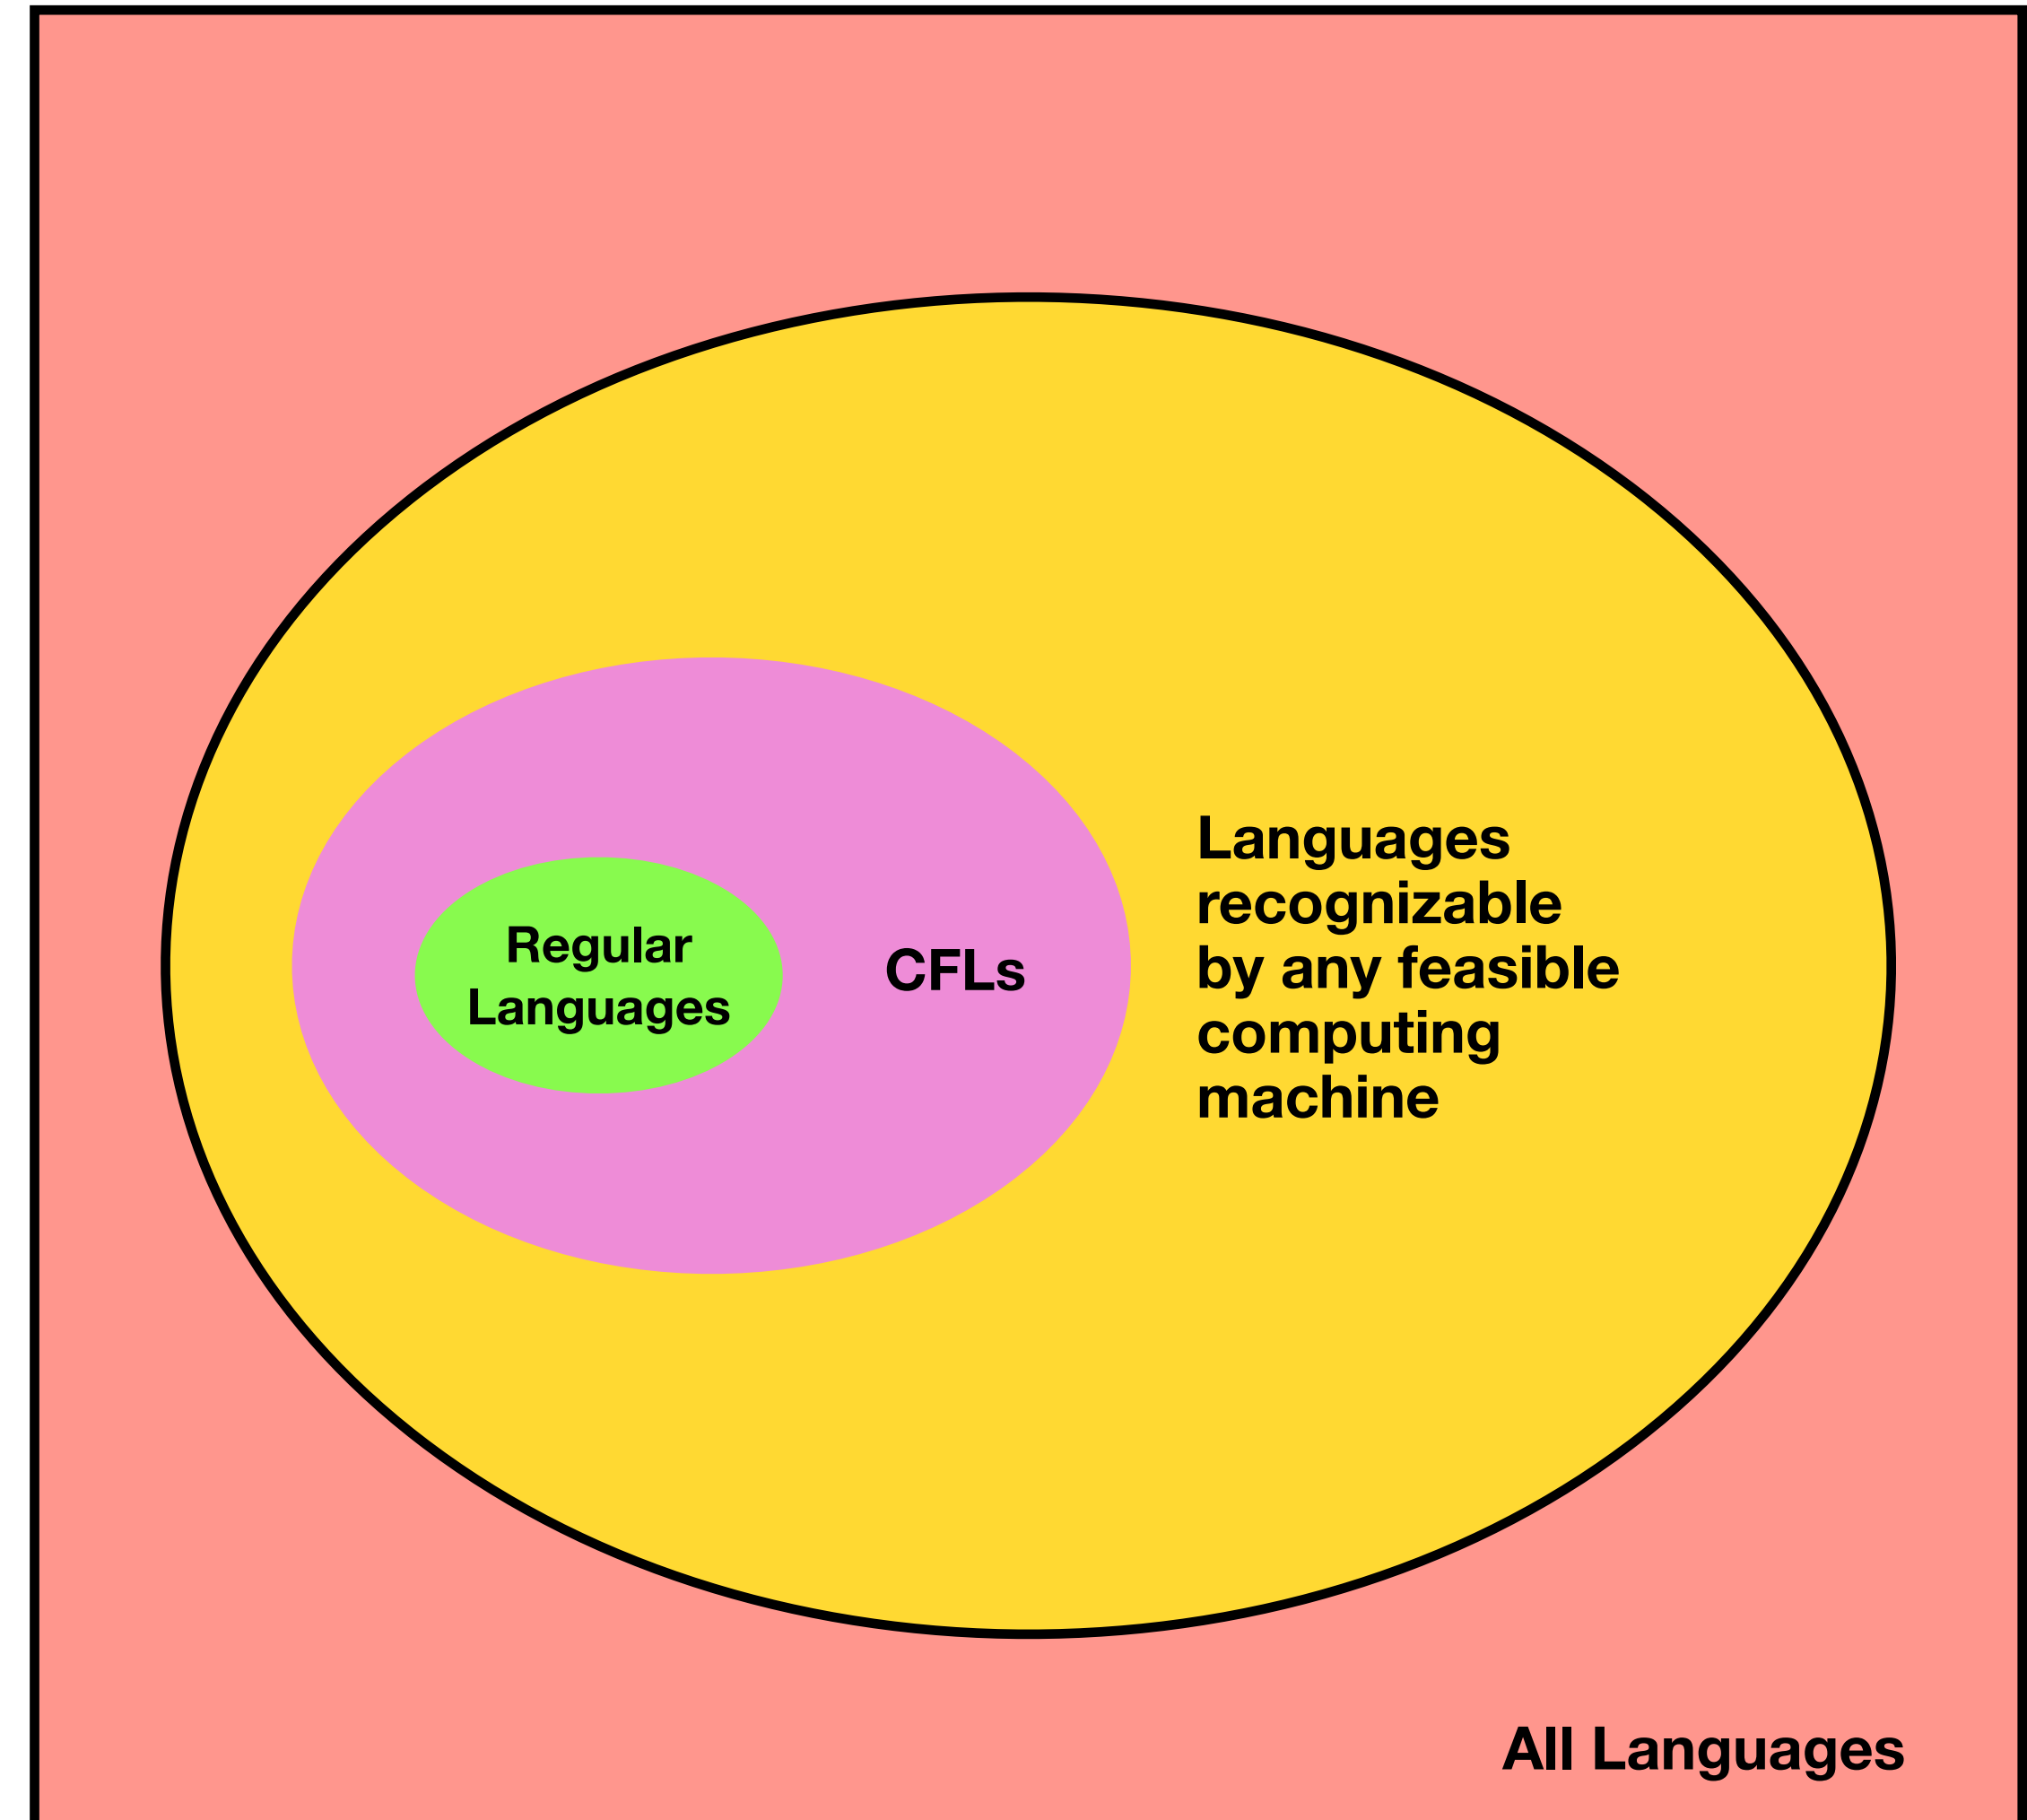 Regular
Languages
CFLs
Languages
recognizable
by any feasible
computing
machine
All Languages